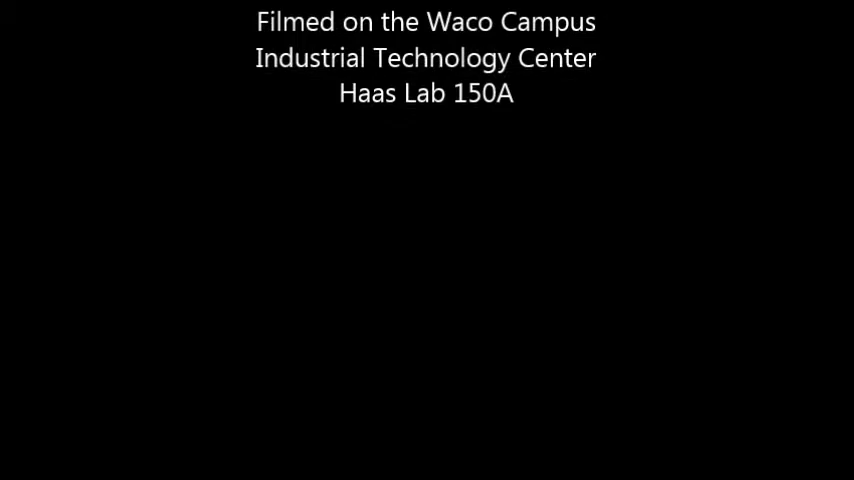 Filmed on the Waco Campus
Industrial Technology Center
Haas Lab 150A